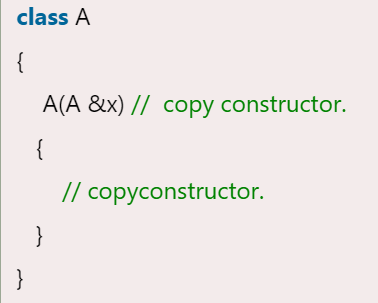 class A
{
A(A &x) //  copy constructor.
{
// copyconstructor.
}
}